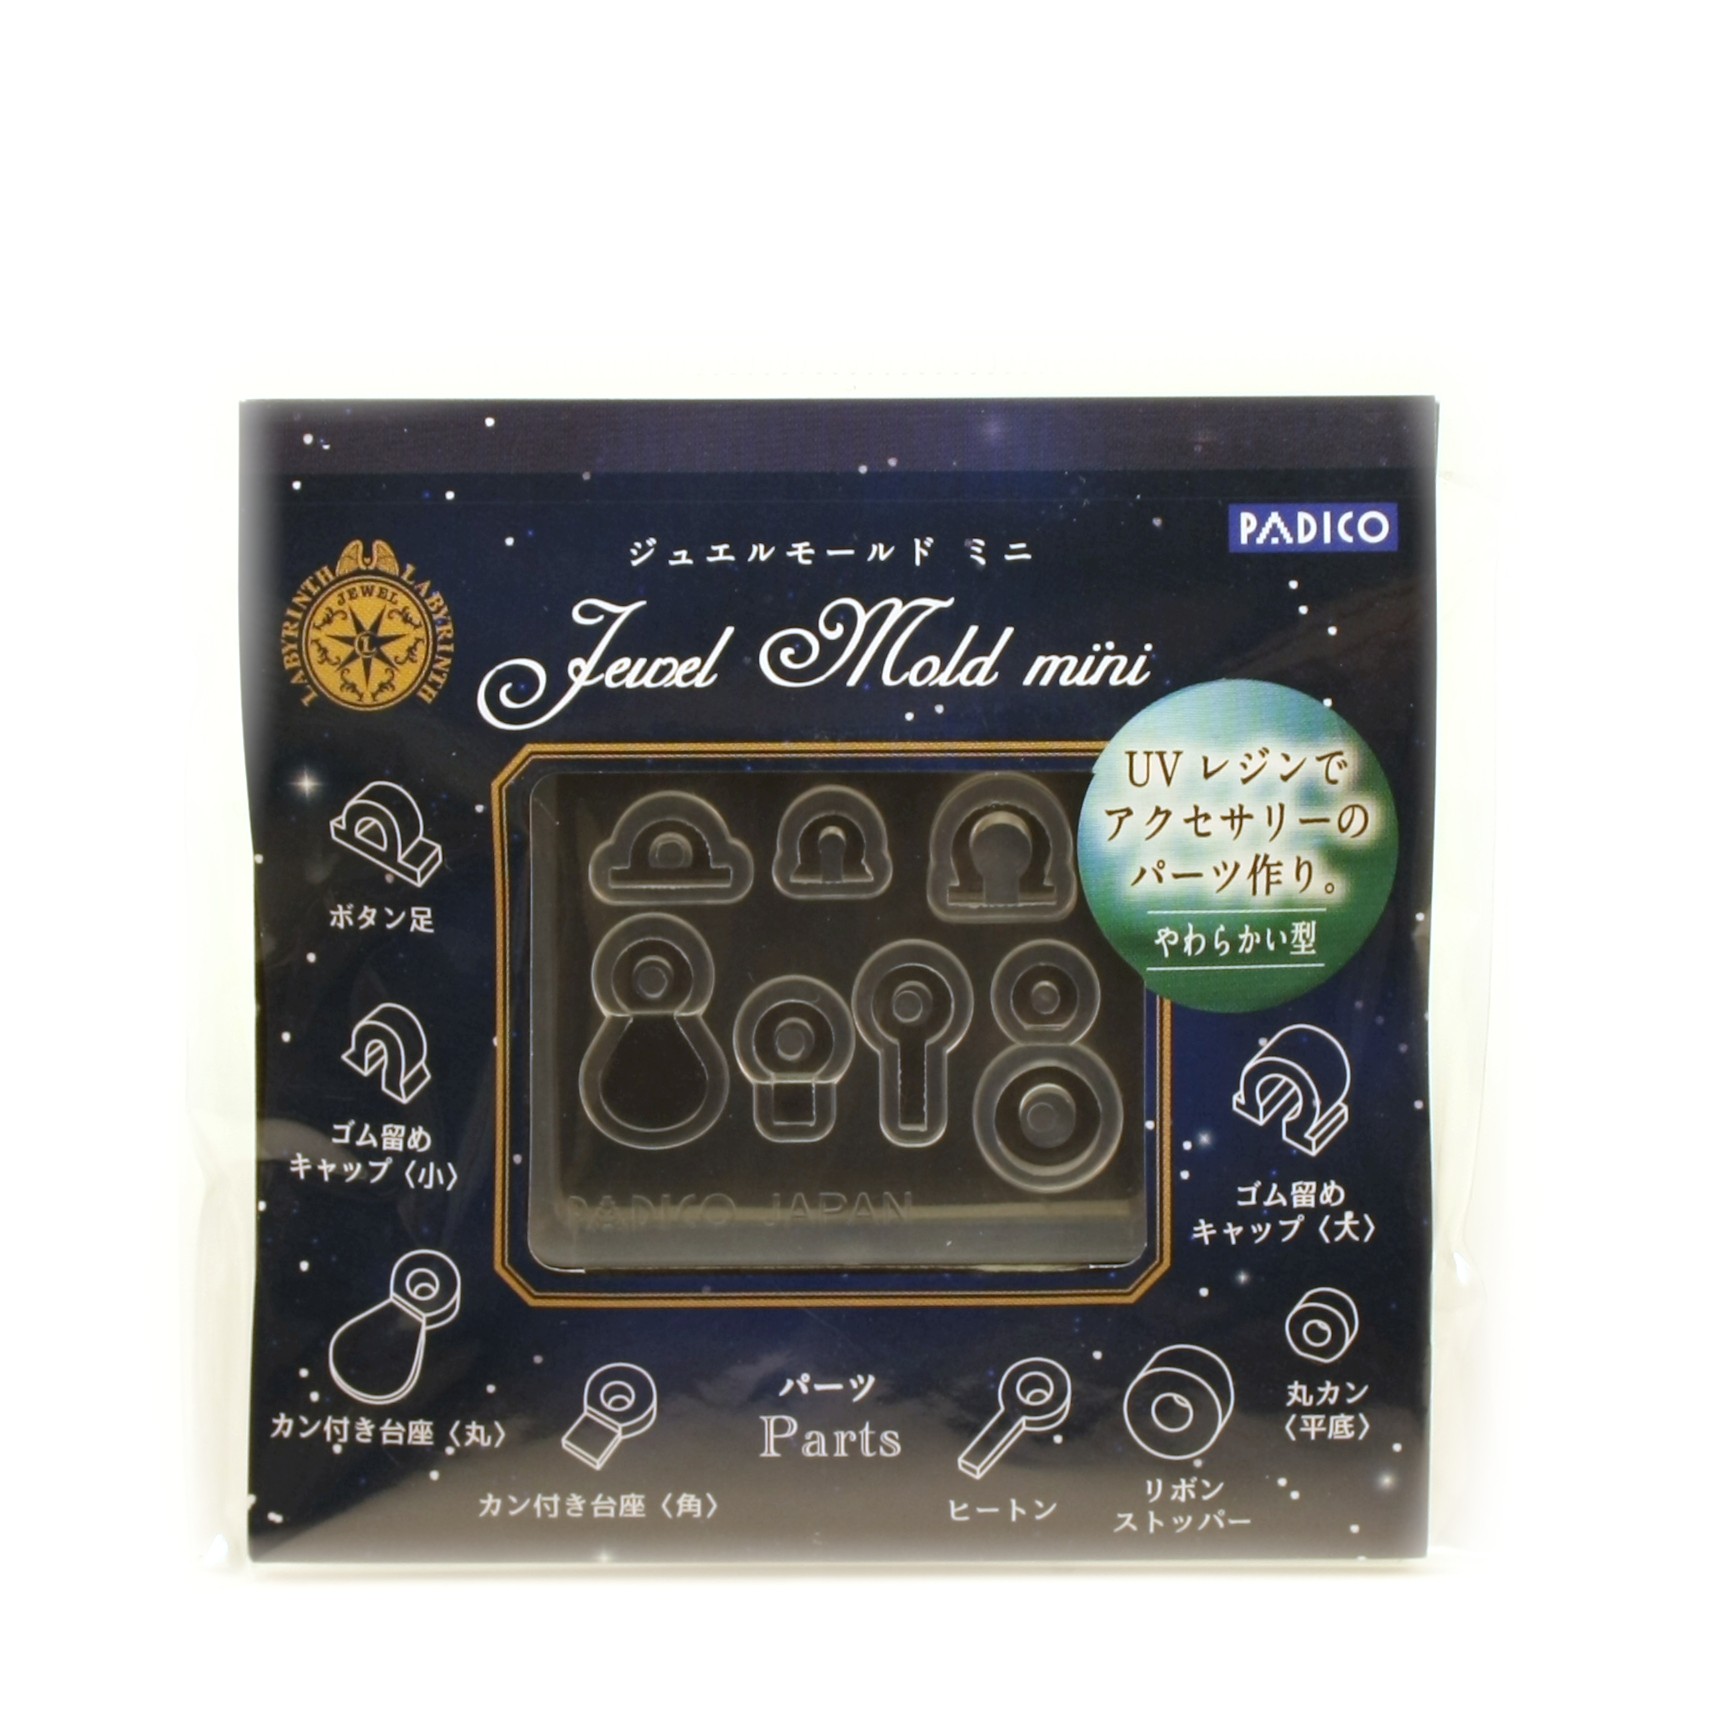 PADICO
ジュエルモールド ミニ
LABYRINTH LABYRINTH
JEWEL
Jewel Mold mini
UVレジンで
アクセサリーの
パーツ作り。
やわらかい型
ボタン足
ゴム留め
キャップ〈小〉
PADICO JAPAN
ゴム留め
キャップ〈大〉
カン付き台座〈丸〉
カン付き台座〈角〉
パーツ
Parts
ヒートン
リボン
ストッパー
丸カン
〈平底〉